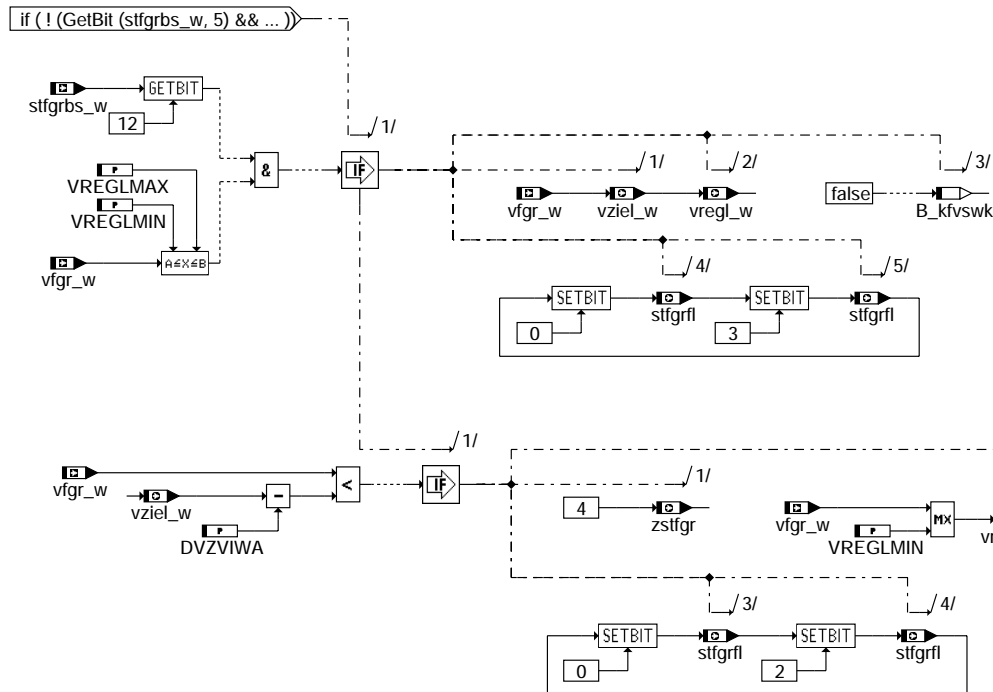 if ( ! (GetBit (stfgrbs_w, 5) && ... ))
/1/
stfgrbs_w
GETBIT
12
VREGLMAX
VREGLMIN
vfgr_w
A≤X≤B
&
IF
/1/
/2/
/3/
vfgr_w
vziel_w
vregl_w
false
B_kfvswk
/4/
/5/
SETBIT
stfgrfl
SETBIT
stfgrfl
0
3
/1/
vfgr_w
vziel_w
DVZVIWA
−
<
IF
/1/
4
zstfgr
vfgr_w
VREGLMIN
MX
/3/
/4/
SETBIT
stfgrfl
SETBIT
stfgrfl
0
2